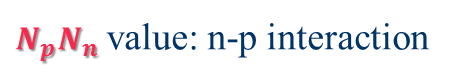 NₚNₙ value: n-p interaction